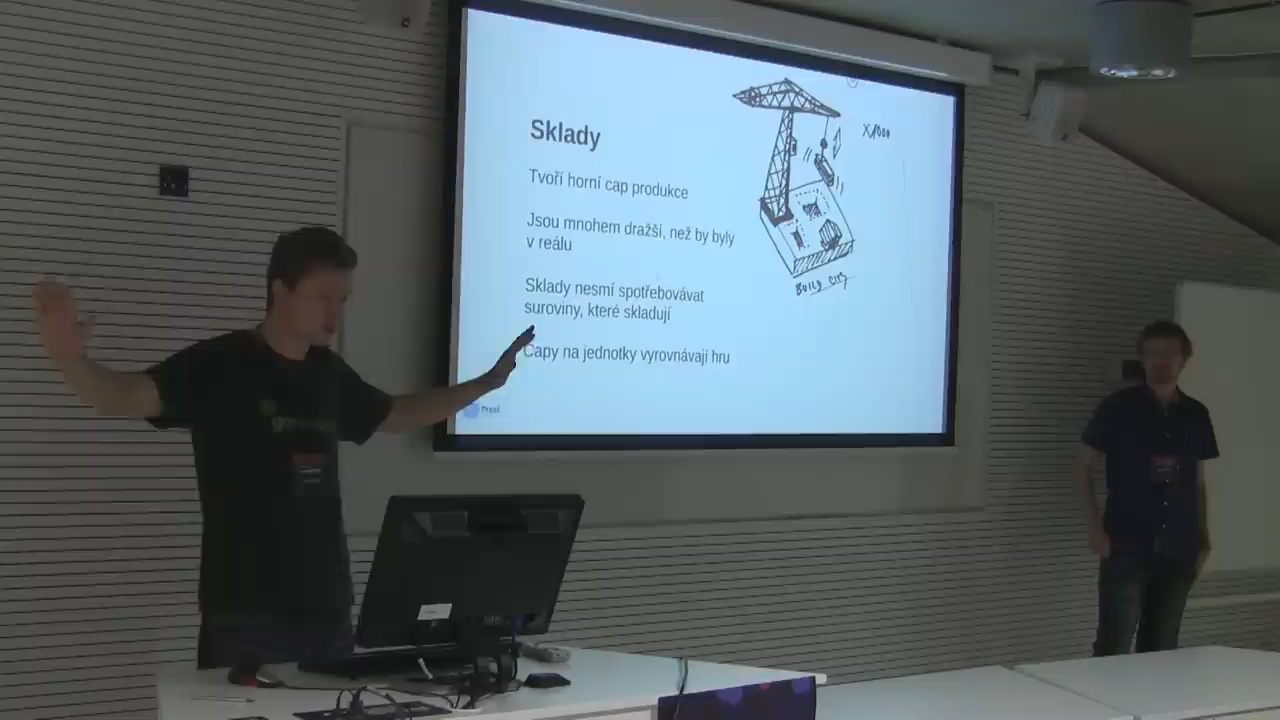 Sklady
Tvoří horní cap produkce
Jsou mnohem dražší, než by byly
v reálu
Sklady nesmí spotřebovávat
suroviny, které skladují
Capy na jednotky vyrovnávají hru
X1000
BUILD CITY